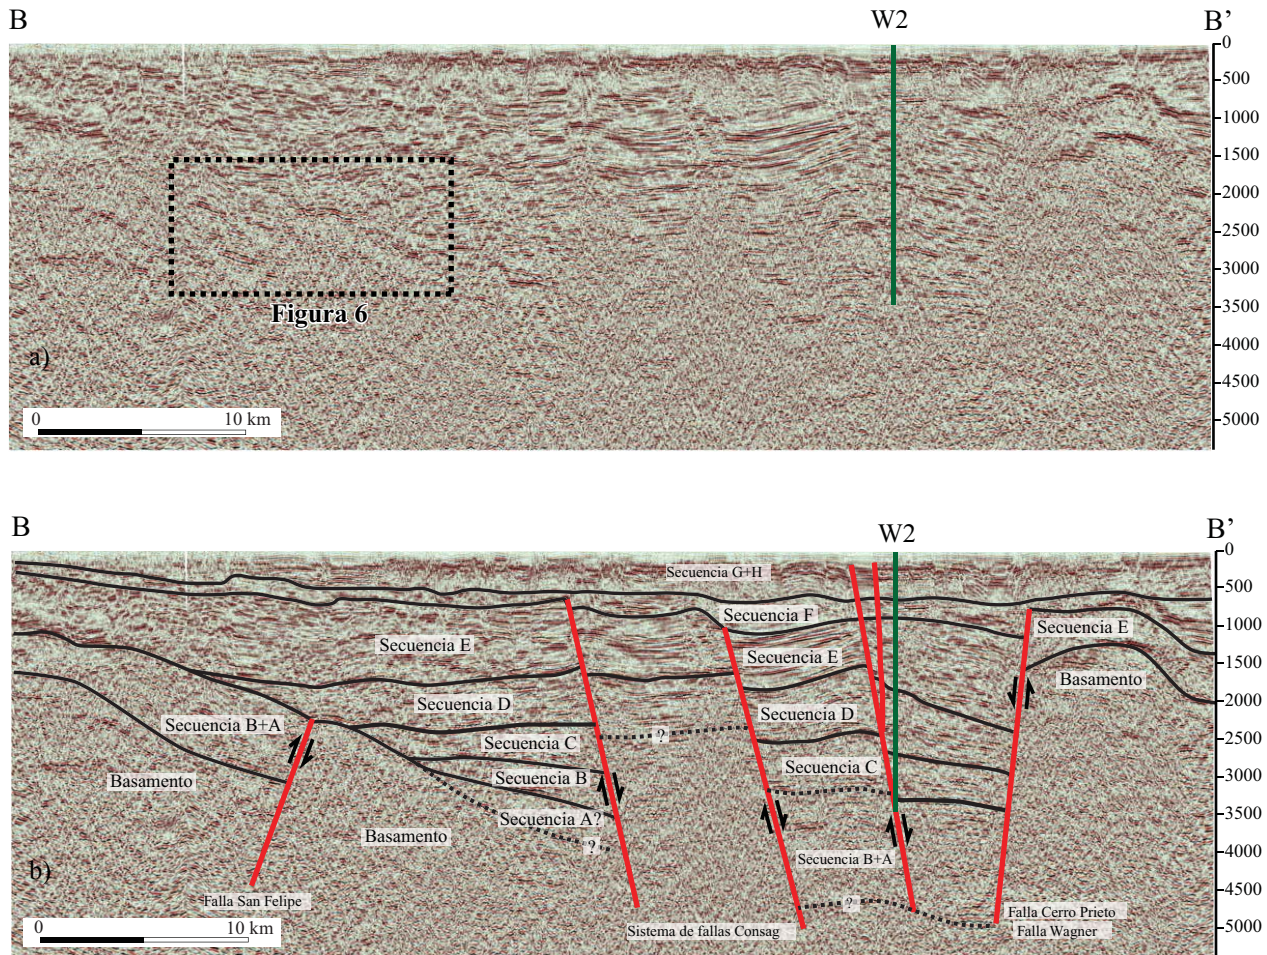 B
W2
B’
0
500
1000
1500
2000
2500
3000
3500
4000
4500
5000
Figura 6
a)
0 10 km
B
W2
B’
0
500
1000
1500
2000
2500
3000
3500
4000
4500
5000
Secuencia G+H
Secuencia F
Secuencia E
Secuencia E
Secuencia E
Basamento
Secuencia D
Secuencia D
Secuencia B+A
?
Secuencia C
Secuencia C
Secuencia B
Basamento
Secuencia A?
Basamento
?
Secuencia B+A
b)
Falla San Felipe
?
Falla Cerro Prieto
Sistema de fallas Consag
Falla Wagner
0 10 km